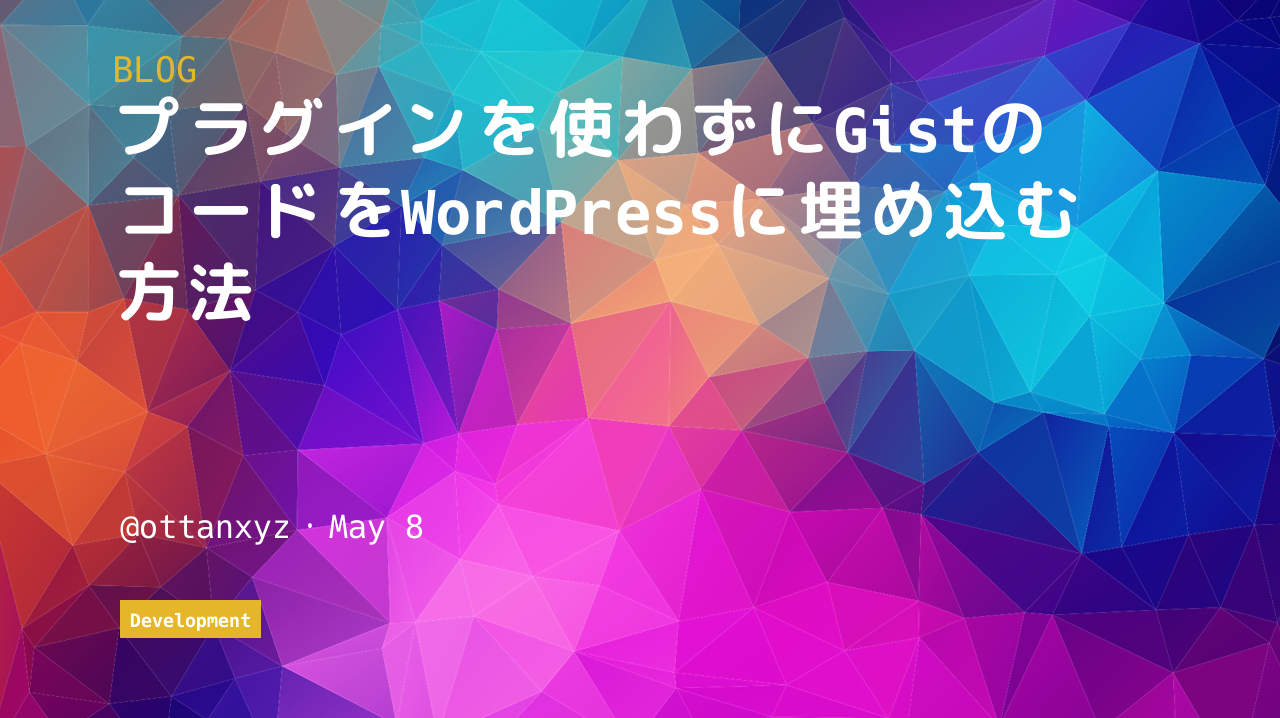 BLOG
プラグインを使わずにGistの
コードをWordPressに埋め込む
方法
@ottanxyz · May 8
Development